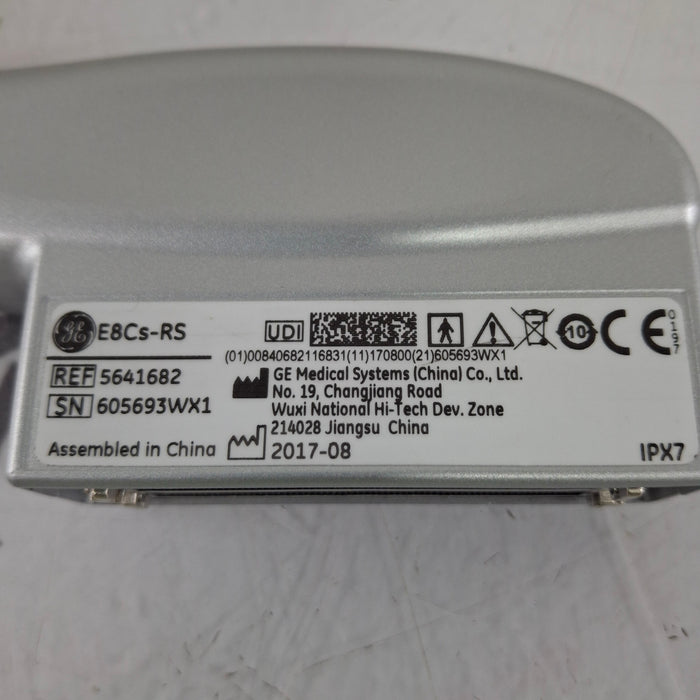 GE E8Cs-RS
UDI
10
CE 0197
(01)00840682116831(11)170800(21)605693WX1
REF 5641682
SN 605693WX1
GE Medical Systems (China) Co., Ltd.
No. 19, Changjiang Road
Wuxi National Hi-Tech Dev. Zone
214028 Jiangsu China
Assembled in China
2017-08
IPX7